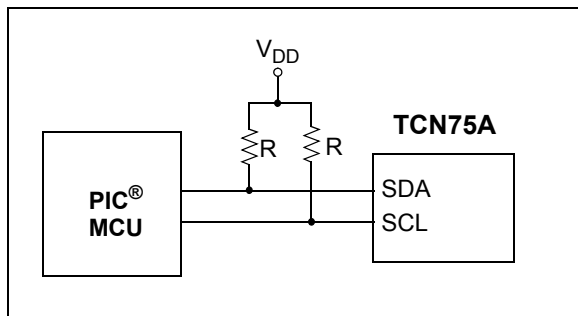 V_DD
TCN75A
R R
PIC®
MCU
SDA
SCL